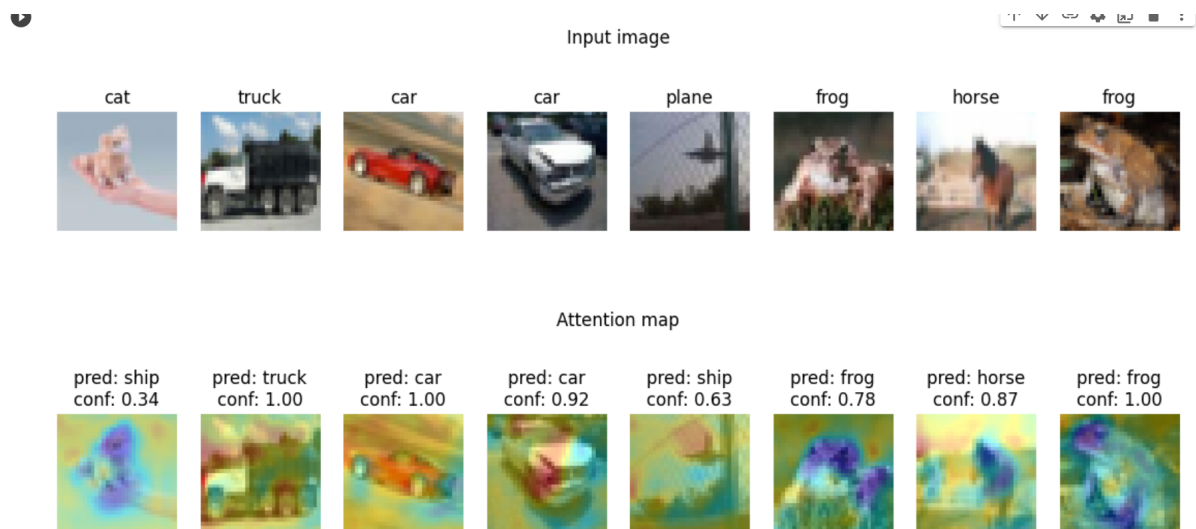 Input image
cat truck car car plane frog horse frog
Attention map
pred: ship pred: truck pred: car pred: car pred: ship pred: frog pred: horse pred: frog
conf: 0.34 conf: 1.00 conf: 1.00 conf: 0.92 conf: 0.63 conf: 0.78 conf: 0.87 conf: 1.00